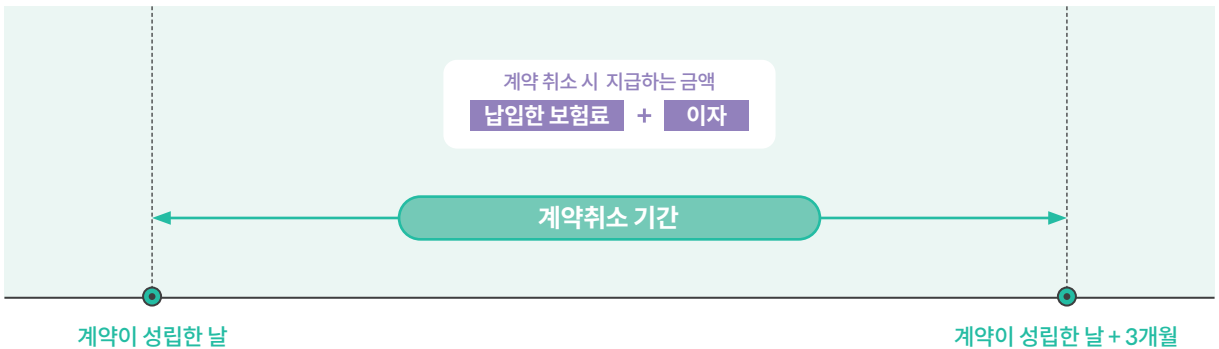 계약 취소 시 지급하는 금액
납입한 보험료 + 이자
계약취소 기간
계약이 성립한 날
계약이 성립한 날 + 3개월